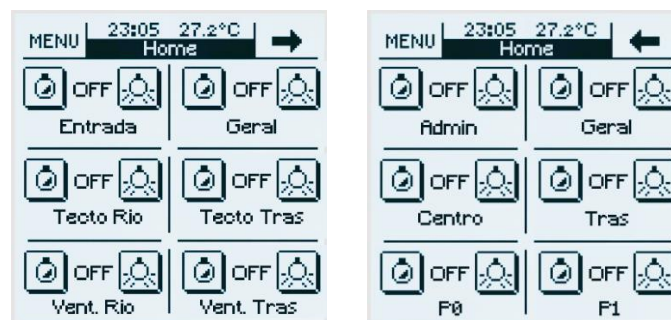 MENU 23:05 27.2°C
Home
OFF OFF
Entrada Geral
OFF OFF
Tecto Rio Tecto Tras
OFF OFF
Vent. Rio Vent. Tras
MENU 23:05 27.2°C
Home
OFF OFF
Admin Geral
OFF OFF
Centro Tras
OFF OFF
P0 P1